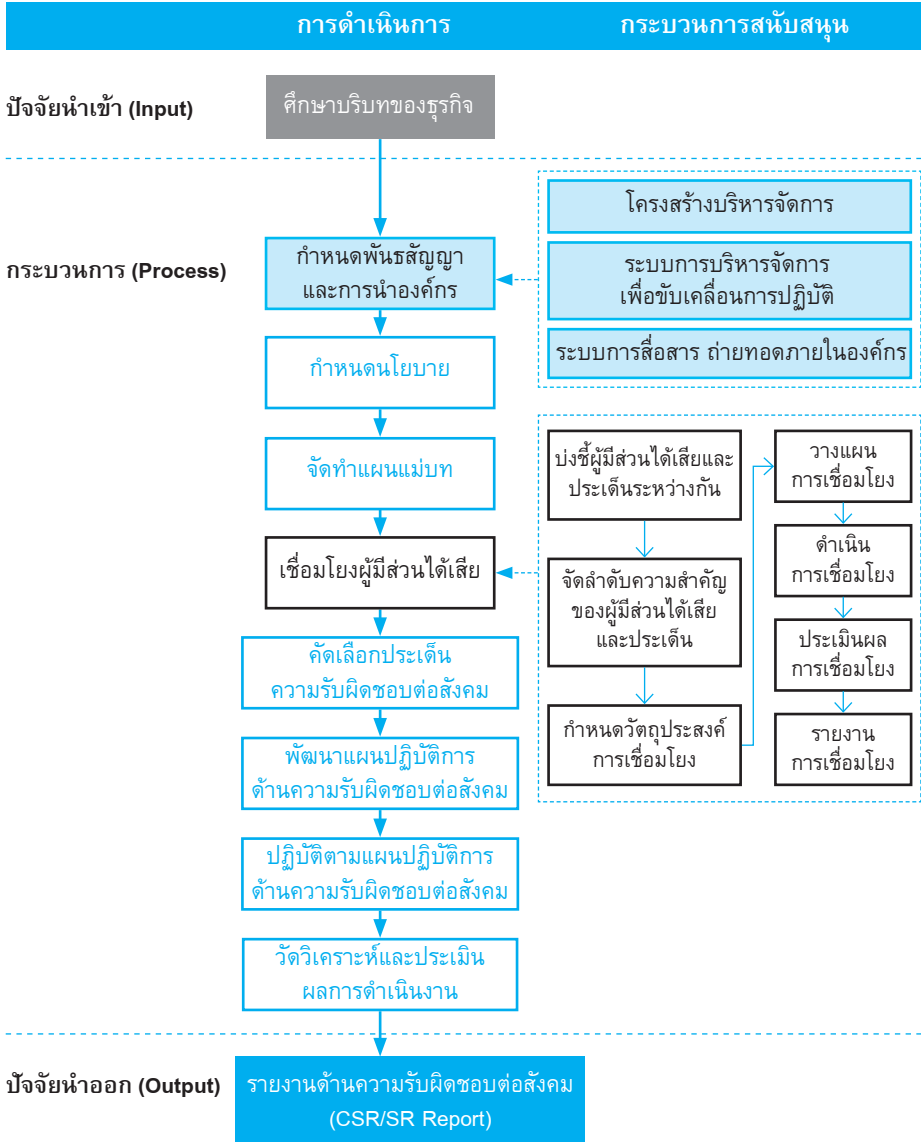 การดำเนินการ
กระบวนการสนับสนุน
ปัจจัยนำเข้า (Input)
ศึกษาบริบทของธุรกิจ
กระบวนการ (Process)
กำหนดพันธสัญญา
และการนำองค์กร
กำหนดนโยบาย
จัดทำแผนแม่บท
เชื่อมโยงผู้มีส่วนได้เสีย
คัดเลือกประเด็น
ความรับผิดชอบต่อสังคม
พัฒนาแผนปฏิบัติการ
ด้านความรับผิดชอบต่อสังคม
ปฏิบัติตามแผนปฏิบัติการ
ด้านความรับผิดชอบต่อสังคม
วัดวิเคราะห์และประเมิน
ผลการดำเนินงาน
โครงสร้างบริหารจัดการ
ระบบการบริหารจัดการ
เพื่อขับเคลื่อนการปฏิบัติ
ระบบการสื่อสาร ถ่ายทอดภายในองค์กร
บ่งชี้ผู้มีส่วนได้เสียและ
ประเด็นระหว่างกัน
จัดลำดับความสำคัญ
ของผู้มีส่วนได้เสีย
และประเด็น
กำหนดวัตถุประสงค์
การเชื่อมโยง
วางแผน
การเชื่อมโยง
ดำเนิน
การเชื่อมโยง
ประเมินผล
การเชื่อมโยง
รายงาน
การเชื่อมโยง
ปัจจัยนำออก (Output)
รายงานด้านความรับผิดชอบต่อสังคม
(CSR/SR Report)